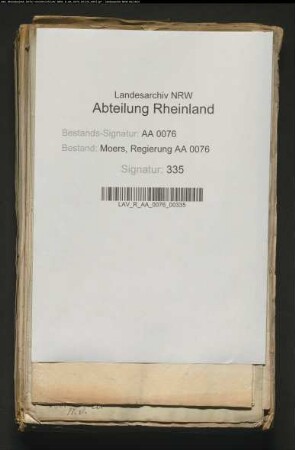 Landesarchiv NRW
Abteilung Rheinland
Bestands-Signatur: AA 0076
Bestand: Moers, Regierung AA 0076
Signatur: 335
LAV_R_AA_0076_00335